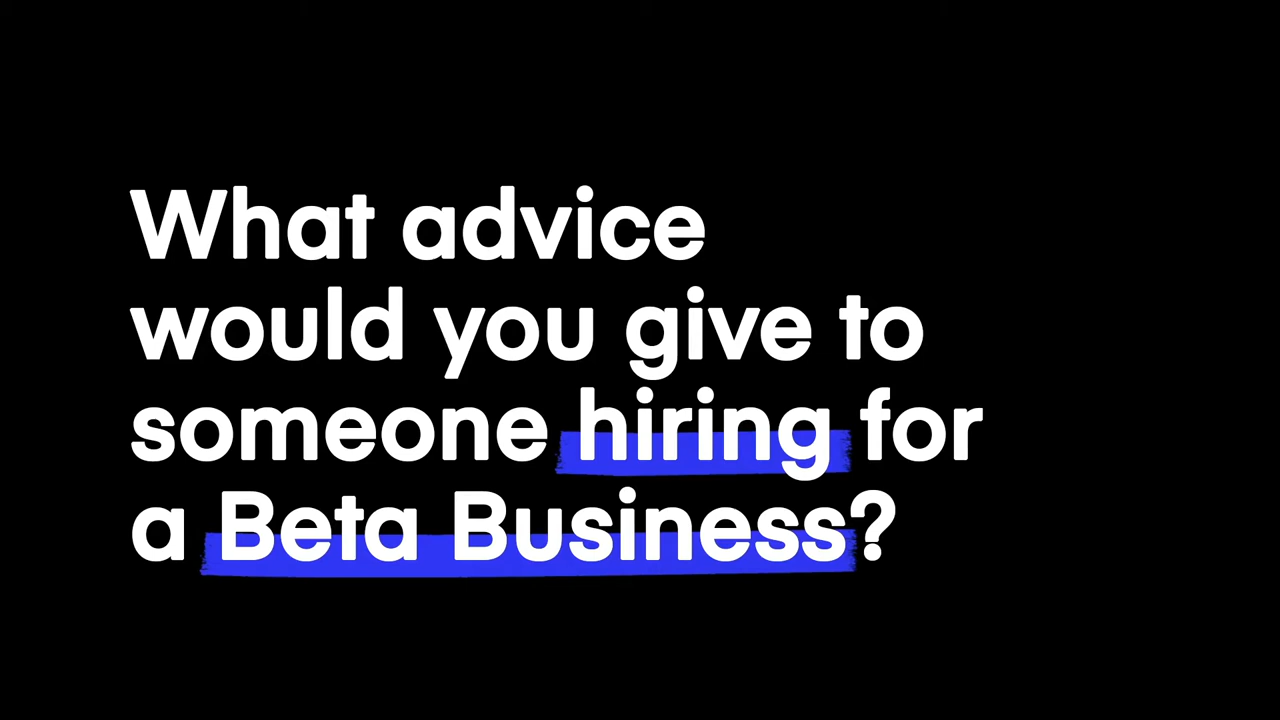 What advice
would you give to
someone hiring for
a Beta Business?